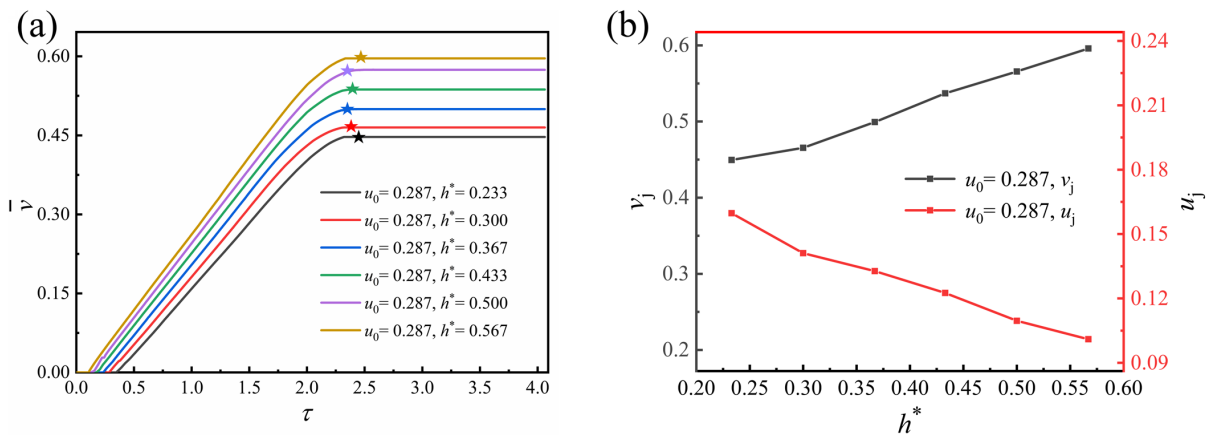 (a)
0.60
0.45
0.30
0.15
0.00
v̅
u₀= 0.287, h*= 0.233
u₀= 0.287, h*= 0.300
u₀= 0.287, h*= 0.367
u₀= 0.287, h*= 0.433
u₀= 0.287, h*= 0.500
u₀= 0.287, h*= 0.567
0.0 0.5 1.0 1.5 2.0 2.5 3.0 3.5 4.0
τ
(b)
0.6
0.5
0.4
0.3
0.2
vⱼ
u₀= 0.287, vⱼ
u₀= 0.287, uⱼ
0.24
0.21
0.18
0.15
0.12
0.09
uⱼ
0.20 0.25 0.30 0.35 0.40 0.45 0.50 0.55 0.60
h*